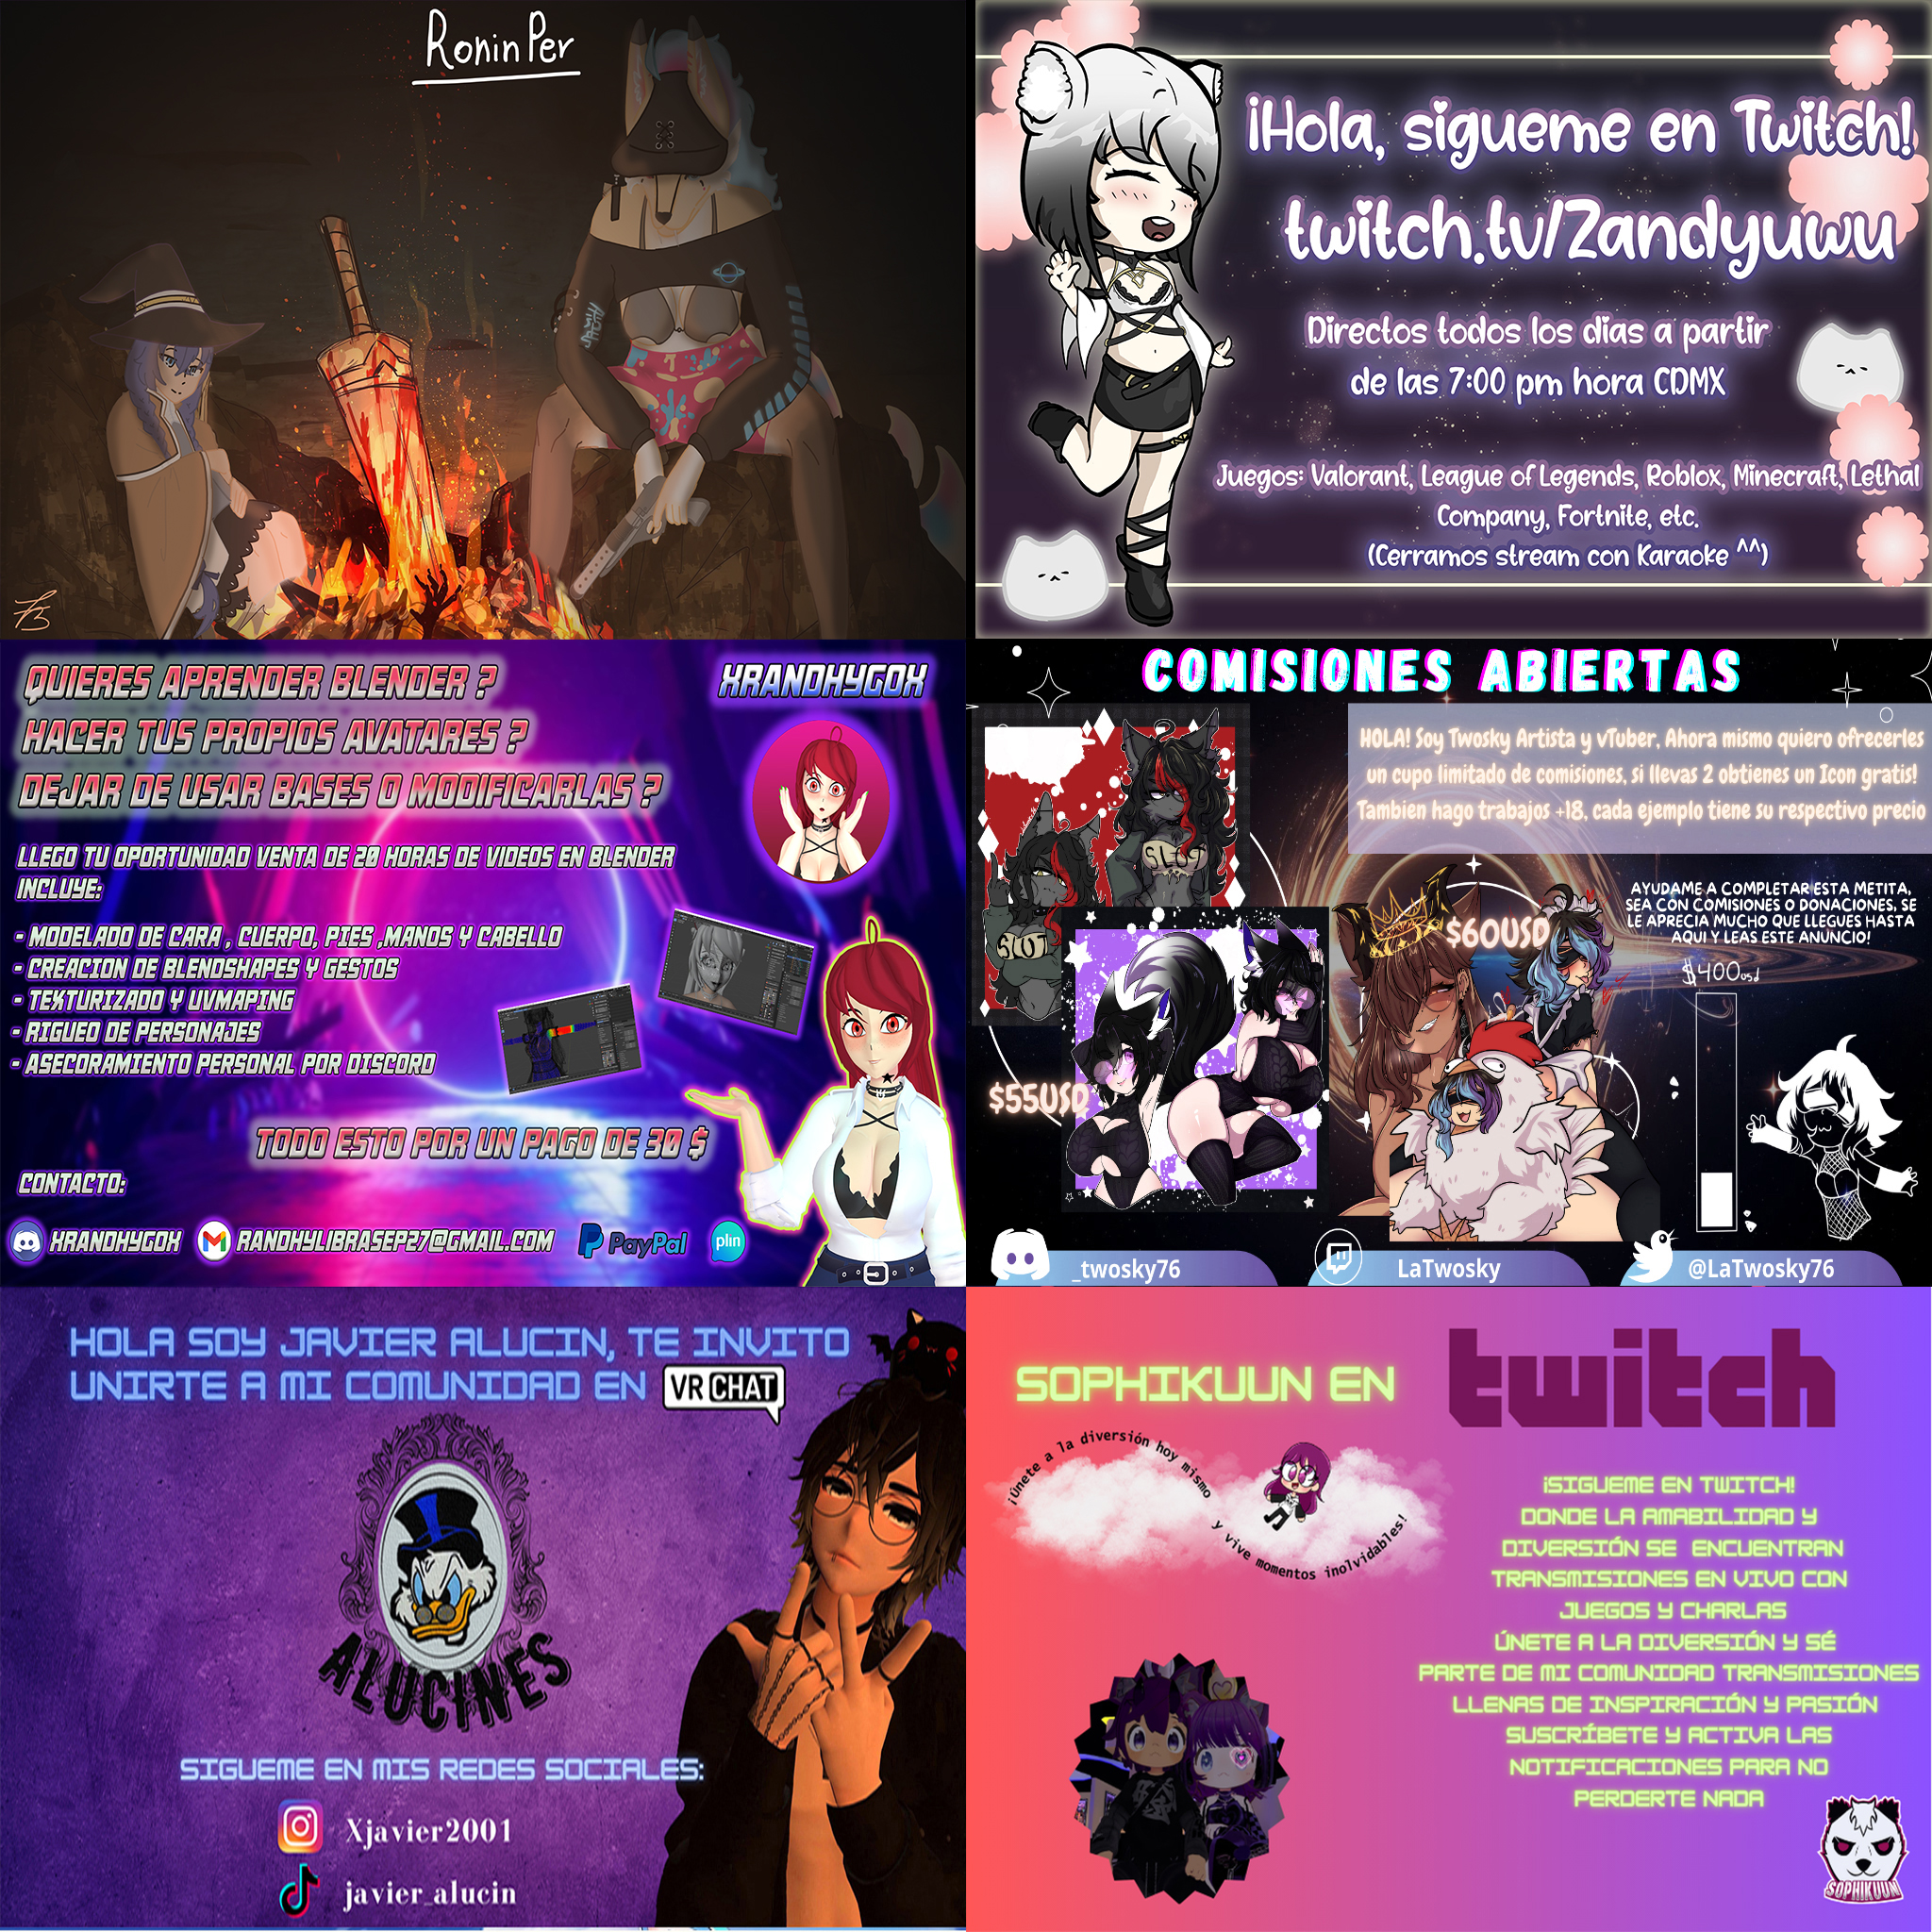 Ronin Per
¡Hola, sigueme en Twitch!
twitch.tv/Zandyuwu
Directos todos los dias a partir
de las 7:00 pm hora CDMX
Juegos: Valorant, League of Legends, Roblox, Minecraft, Lethal
Company, Fortnite, etc.
(Cerramos stream con Karaoke ^^)
QUIERES APRENDER BLENDER ?
HACER TUS PROPIOS AVATARES ?
DEJAR DE USAR BASES O MODIFICARLAS ?
XRANDHYGOX
LLEGO TU OPORTUNIDAD VENTA DE 20 HORAS DE VIDEOS EN BLENDER
INCLUYE:
- MODELADO DE CARA , CUERPO, PIES ,MANOS Y CABELLO
- CREACION DE BLENDSHAPES Y GESTOS
- TEXTURIZADO Y UVMAPING
- RIGUEO DE PERSONAJES
- ASECORAMIENTO PERSONAL POR DISCORD
TODO ESTO POR UN PAGO DE 30 $
CONTACTO:
XRANDHYGOX
RANDHYLIBRASEP27@GMAIL.COM
PayPal
plin
COMISIONES ABIERTAS
HOLA! Soy Twosky Artista y vTuber, Ahora mismo quiero ofrecerles
un cupo limitado de comisiones, si llevas 2 obtienes un Icon gratis!
Tambien hago trabajos +18, cada ejemplo tiene su respectivo precio
SLUT
SLUT
$60USD
AYUDAME A COMPLETAR ESTA METITA,
SEA CON COMISIONES O DONACIONES, SE
LE APRECIA MUCHO QUE LLEGUES HASTA
AQUI Y LEAS ESTE ANUNCIO!
$400usd
$55USD
_twosky76
LaTwosky
@LaTwosky76
HOLA SOY JAVIER ALUCIN, TE INVITO
UNIRTE A MI COMUNIDAD EN VRCHAT
ALUCINES
SIGUEME EN MIS REDES SOCIALES:
Xjavier2001
javier_alucin
SOPHIKUUN EN twitch
¡Únete a la diversión hoy mismo
y vive momentos inolvidables!
¡SIGUEME EN TWITCH!
DONDE LA AMABILIDAD Y
DIVERSIÓN SE ENCUENTRAN
TRANSMISIONES EN VIVO CON
JUEGOS Y CHARLAS
ÚNETE A LA DIVERSIÓN Y SÉ
PARTE DE MI COMUNIDAD TRANSMISIONES
LLENAS DE INSPIRACIÓN Y PASIÓN
SUSCRÍBETE Y ACTIVA LAS
NOTIFICACIONES PARA NO
PERDERTE NADA
SOPHIKUUN